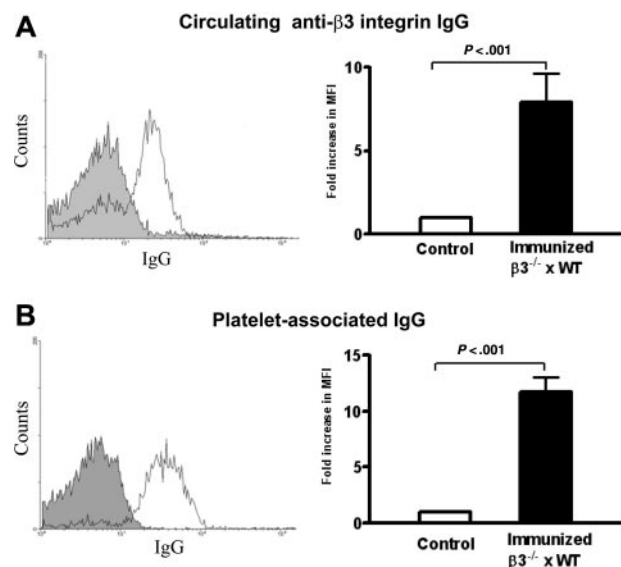 A
Circulating anti-β3 integrin IgG
Counts
IgG
Fold increase in MFI
10
5
0
P < .001
Control
Immunized
β3-/- x WT
B
Platelet-associated IgG
Counts
IgG
Fold increase in MFI
15
10
5
0
P < .001
Control
Immunized
β3-/- x WT